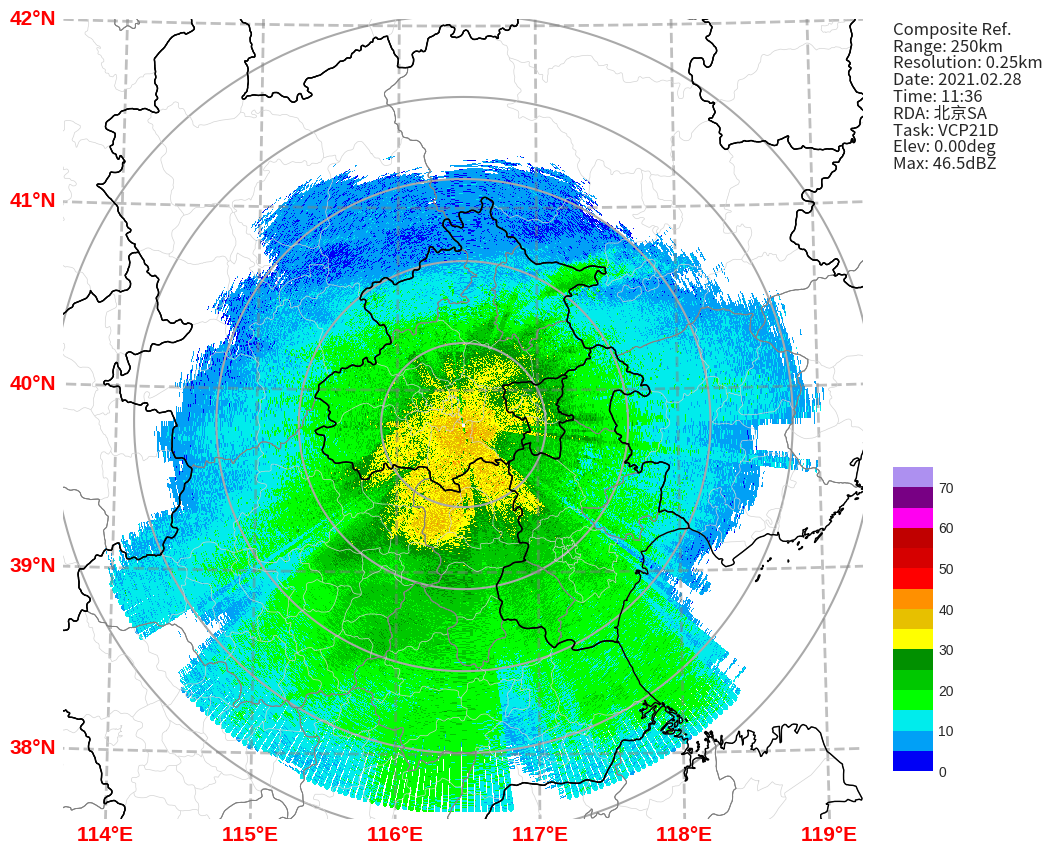 42°N
41°N
40°N
39°N
38°N
114°E 115°E 116°E 117°E 118°E 119°E
Composite Ref.
Range: 250km
Resolution: 0.25km
Date: 2021.02.28
Time: 11:36
RDA: 北京SA
Task: VCP21D
Elev: 0.00deg
Max: 46.5dBZ
70
60
50
40
30
20
10
0